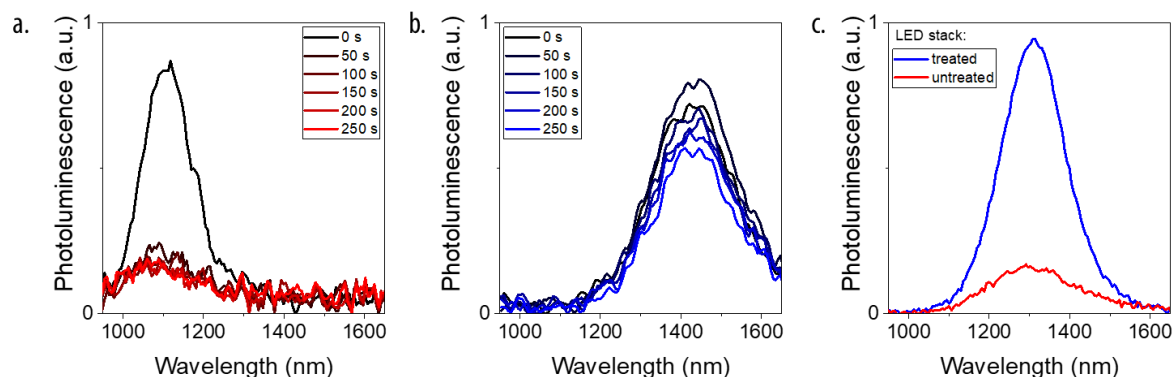 a.
Photoluminescence (a.u.)
1
0
0 s
50 s
100 s
150 s
200 s
250 s
1000 1200 1400 1600
Wavelength (nm)
b.
Photoluminescence (a.u.)
1
0
0 s
50 s
100 s
150 s
200 s
250 s
1000 1200 1400 1600
Wavelength (nm)
c.
Photoluminescence (a.u.)
1
0
LED stack:
treated
untreated
1000 1200 1400 1600
Wavelength (nm)